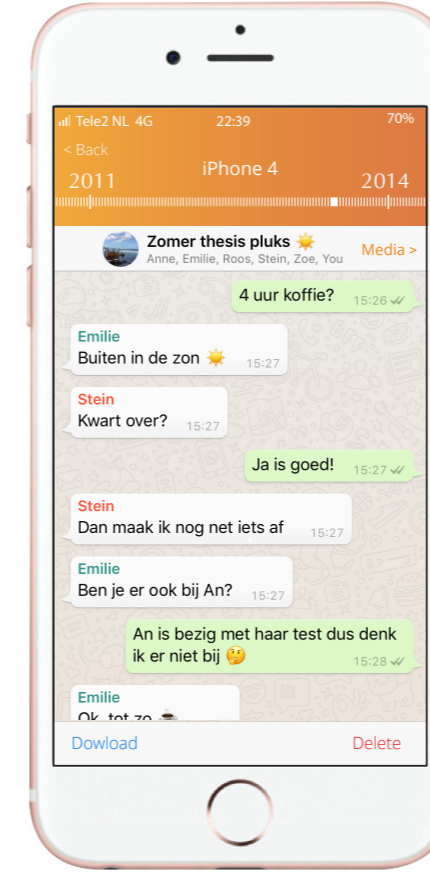 Tele2 NL 4G 22:39 70%
< Back
iPhone 4
2011 2014
Zomer thesis pluks ☀️
Anne, Emilie, Roos, Stein, Zoe, You
Media >
4 uur koffie? 15:26
Emilie
Buiten in de zon ☀️ 15:27
Stein
Kwart over? 15:27
Ja is goed! 15:27
Stein
Dan maak ik nog net iets af 15:27
Emilie
Ben je er ook bij An? 15:27
An is bezig met haar test dus denk
ik er niet bij 🤔 15:28
Emilie
Ok, tot zo ☕
Dowload Delete